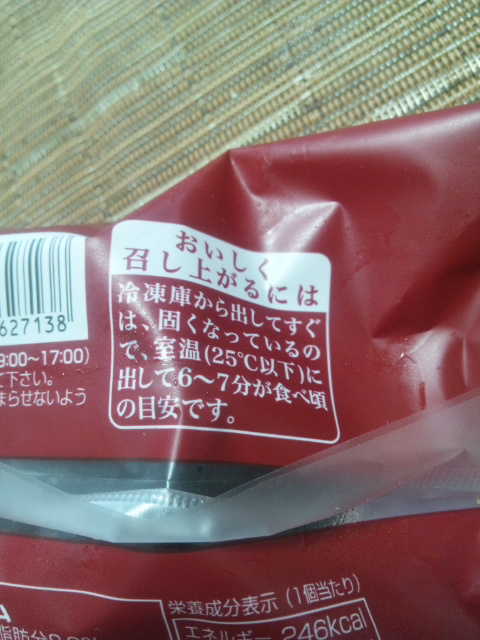 おいしく
召し上がるには
冷凍庫から出してすぐ
は、固くなっているの
で、室温(25℃以下)に
出して6〜7分が食べ頃
の目安です。
627138
9:00〜17:00)
て下さい。
まらせないよう
栄養成分表示(1個当たり)
エネルギー 246kcal